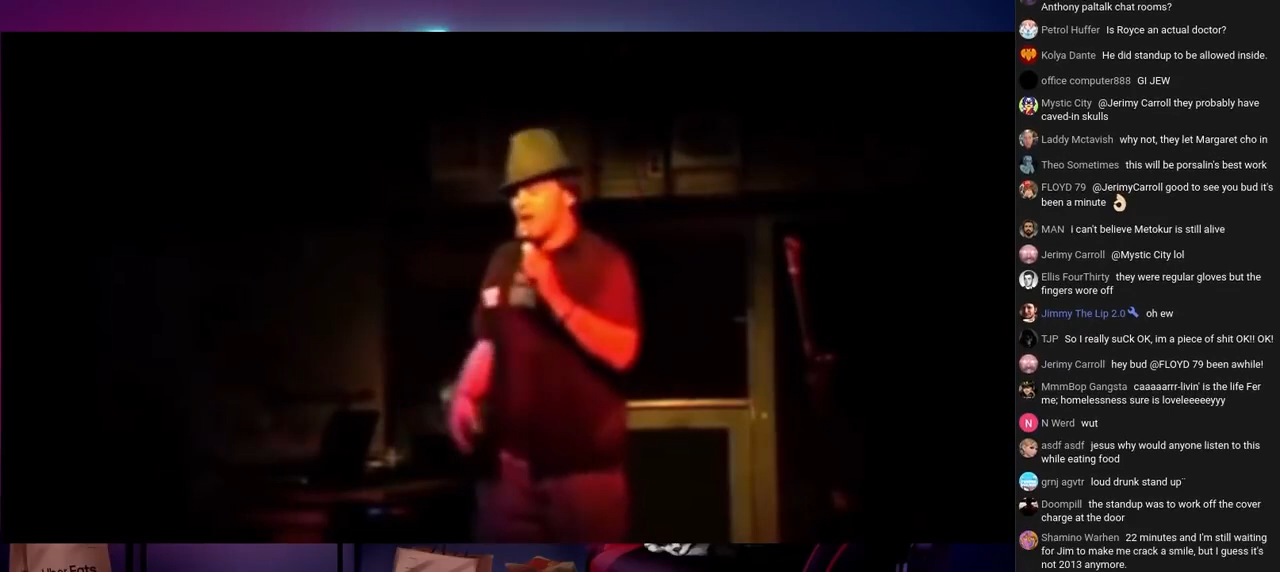 Anthony paltalk chat rooms?
Petrol Huffer Is Royce an actual doctor?
Kolya Dante He did standup to be allowed inside.
office computer888 GI JEW
Mystic City @Jerimy Carroll they probably have
caved-in skulls
Laddy Mctavish why not, they let Margaret cho in
Theo Sometimes this will be porsalin's best work
FLOYD 79 @JerimyCarroll good to see you bud it's
been a minute 👌🏻
MAN i can't believe Metokur is still alive
Jerimy Carroll @Mystic City lol
Ellis FourThirty they were regular gloves but the
fingers wore off
Jimmy The Lip 2.0 oh ew
TJP So I really suCk OK, im a piece of shit OK!! OK!
Jerimy Carroll hey bud @FLOYD 79 been awhile!
MmmBop Gangsta caaaaarrr-livin' is the life Fer
me; homelessness sure is loveleeeeeyyy
N
N Werd wut
asdf asdf jesus why would anyone listen to this
while eating food
grnj agvtr loud drunk stand up¨
Doompill the standup was to work off the cover
charge at the door
Shamino Warhen 22 minutes and I'm still waiting
for Jim to make me crack a smile, but I guess it's
not 2013 anymore.
Uber Eats